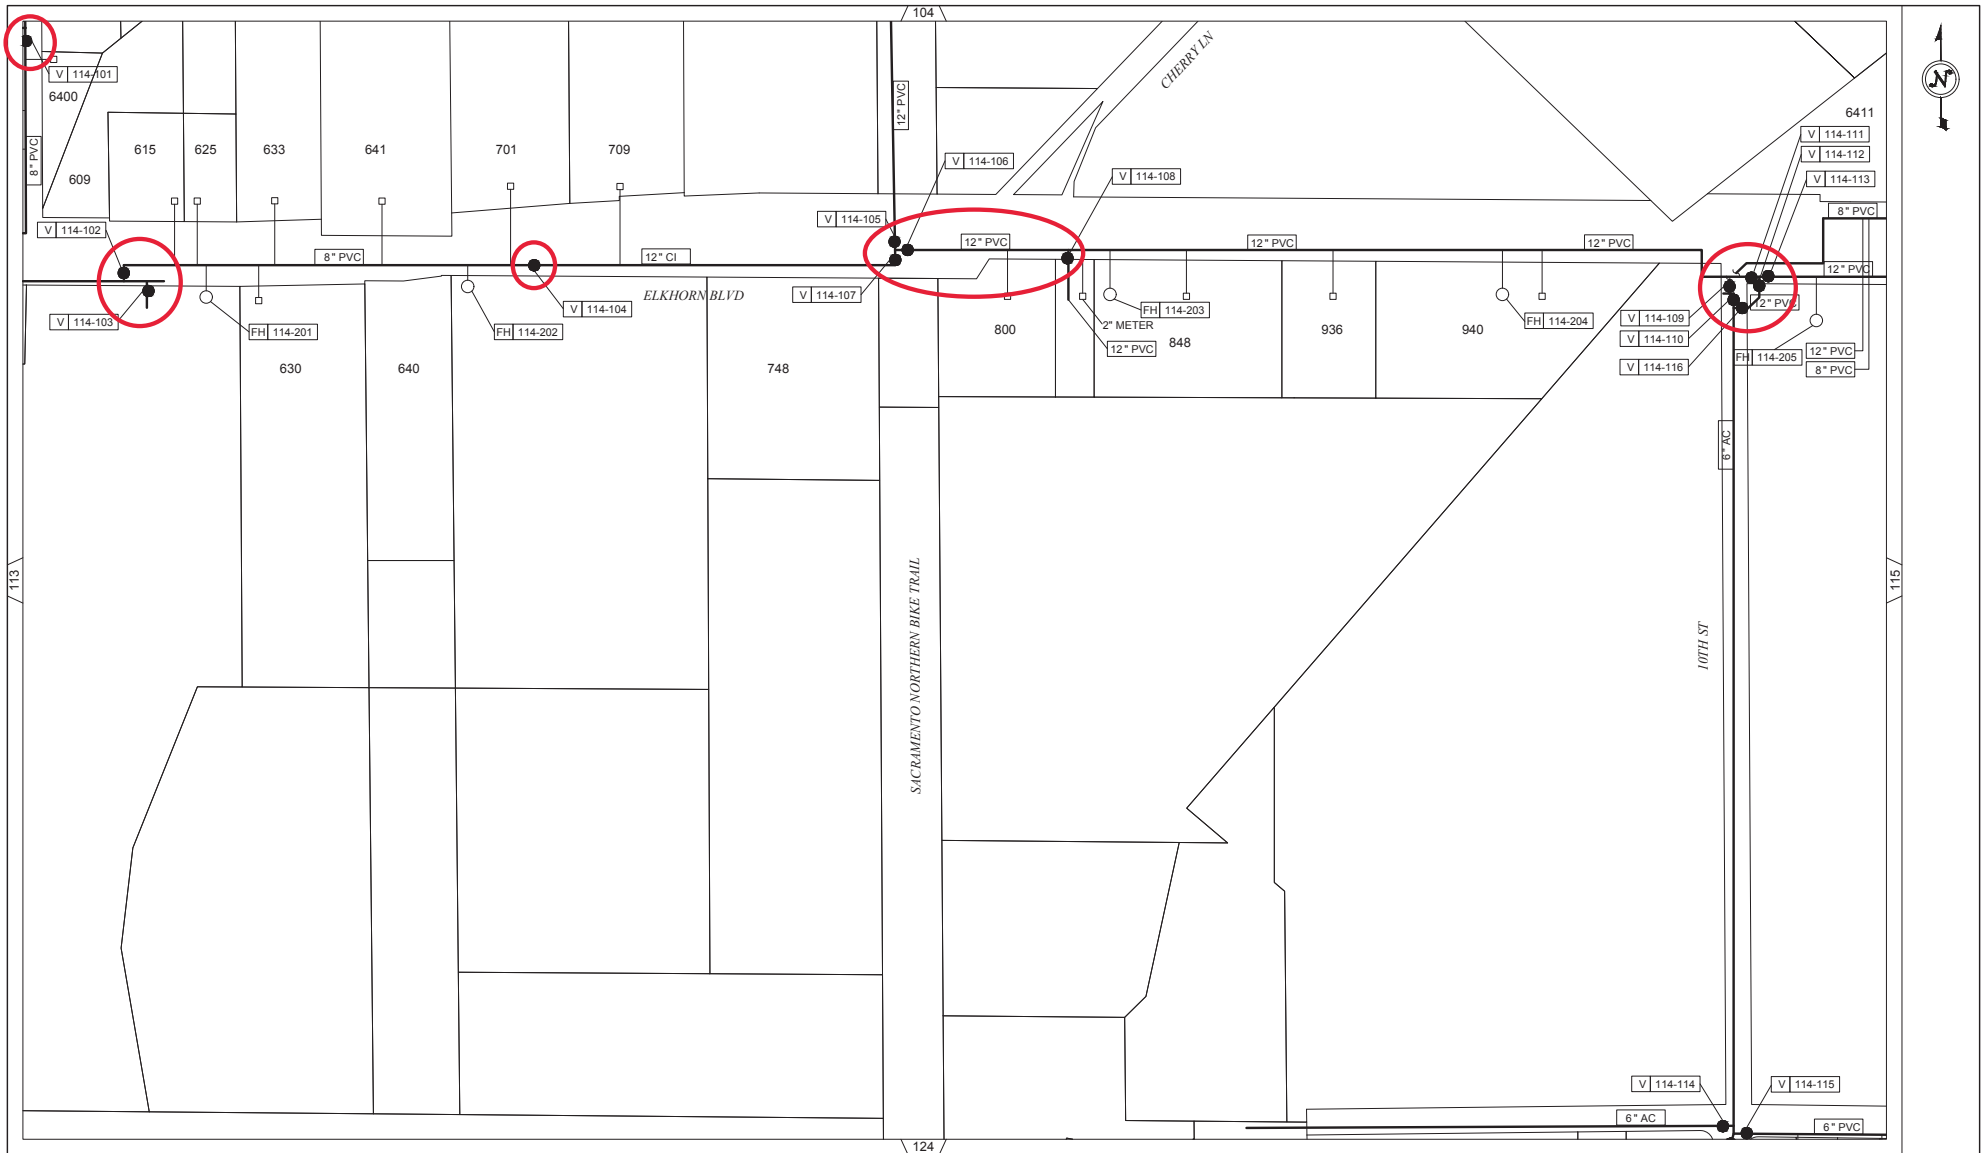 104
N
CHERRY LN
V 114-101
6400
12" PVC
6411
V 114-111
8" PVC
615
625
633
641
701
709
V 114-106
V 114-112
609
V 114-108
V 114-113
8" PVC
V 114-102
V 114-105
8" PVC
12" CI
12" PVC
12" PVC
12" PVC
12" PVC
ELKHORN BLVD
V 114-107
V 114-103
FH 114-201
FH 114-202
V 114-104
FH 114-203
2" METER
12" PVC
800
848
936
FH 114-204
940
V 114-109
V 114-110
V 114-116
12" PVC
FH 114-205
12" PVC
8" PVC
630
640
748
6" AC
113
115
SACRAMENTO NORTHERN BIKE TRAIL
10TH ST
V 114-114
V 114-115
6" AC
6" PVC
124